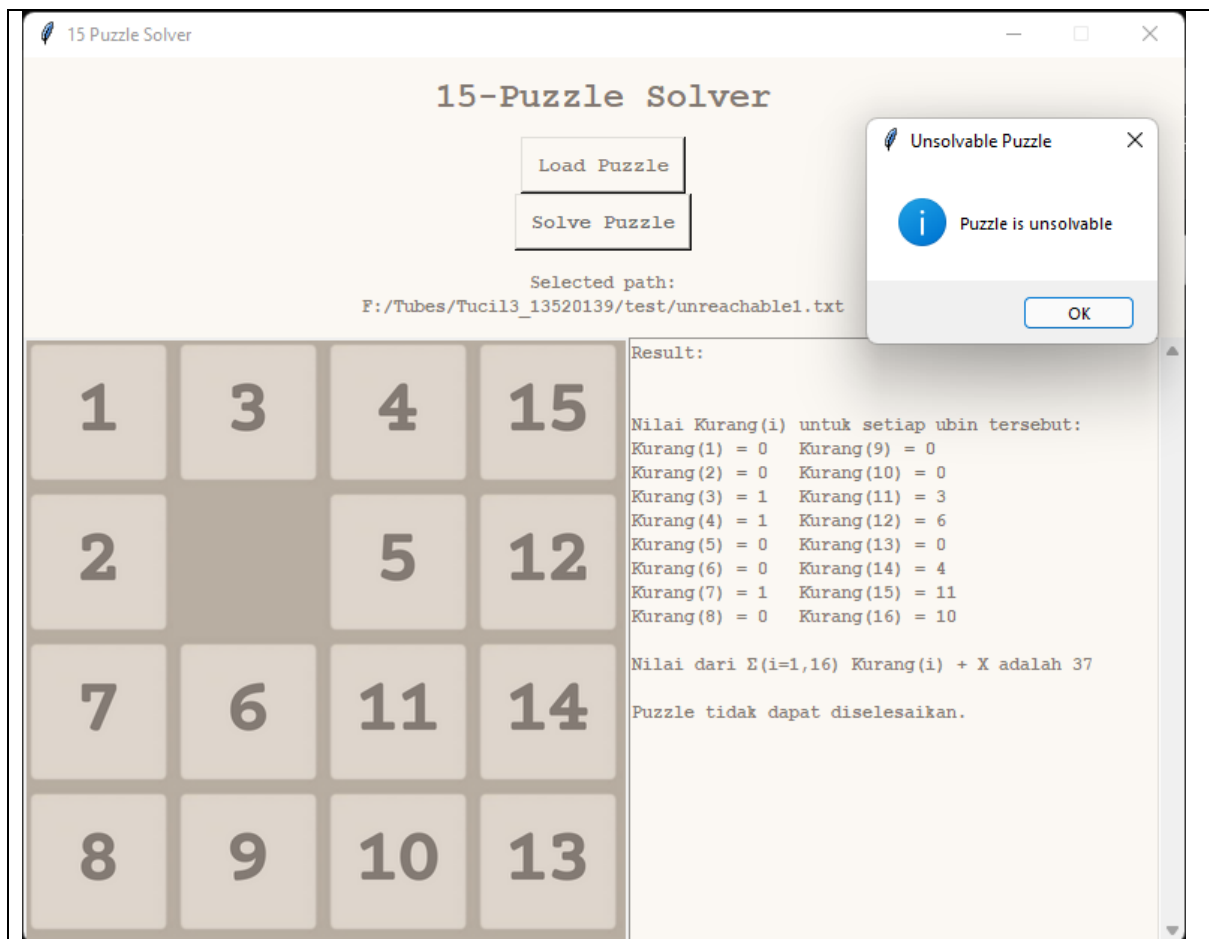 15 Puzzle Solver
15-Puzzle Solver
Load Puzzle
Solve Puzzle
Selected path:
F:/Tubes/Tucil3_13520139/test/unreachable1.txt
Unsolvable Puzzle
i
Puzzle is unsolvable
OK
1 3 4 15
2 5 12
7 6 11 14
8 9 10 13
Result:
Nilai Kurang(i) untuk setiap ubin tersebut:
Kurang(1) = 0 Kurang(9) = 0
Kurang(2) = 0 Kurang(10) = 0
Kurang(3) = 1 Kurang(11) = 3
Kurang(4) = 1 Kurang(12) = 6
Kurang(5) = 0 Kurang(13) = 0
Kurang(6) = 0 Kurang(14) = 4
Kurang(7) = 1 Kurang(15) = 11
Kurang(8) = 0 Kurang(16) = 10
Nilai dari Σ(i=1,16) Kurang(i) + X adalah 37
Puzzle tidak dapat diselesaikan.